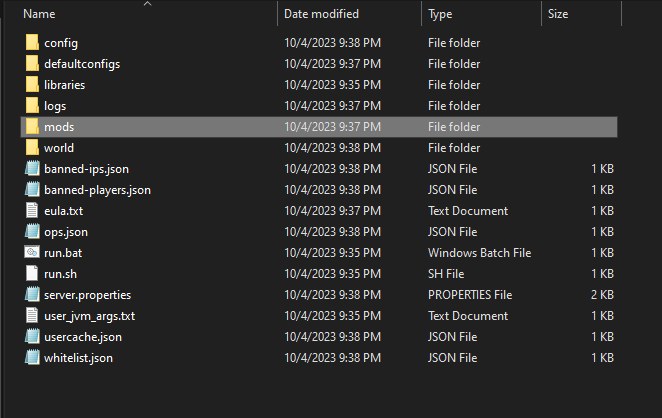 Name Date modified Type Size
config 10/4/2023 9:38 PM File folder
defaultconfigs 10/4/2023 9:37 PM File folder
libraries 10/4/2023 9:35 PM File folder
logs 10/4/2023 9:37 PM File folder
mods 10/4/2023 9:37 PM File folder
world 10/4/2023 9:38 PM File folder
banned-ips.json 10/4/2023 9:38 PM JSON File 1 KB
banned-players.json 10/4/2023 9:38 PM JSON File 1 KB
eula.txt 10/4/2023 9:37 PM Text Document 1 KB
ops.json 10/4/2023 9:38 PM JSON File 1 KB
run.bat 10/4/2023 9:35 PM Windows Batch File 1 KB
run.sh 10/4/2023 9:35 PM SH File 1 KB
server.properties 10/4/2023 9:38 PM PROPERTIES File 2 KB
user_jvm_args.txt 10/4/2023 9:35 PM Text Document 1 KB
usercache.json 10/4/2023 9:38 PM JSON File 1 KB
whitelist.json 10/4/2023 9:38 PM JSON File 1 KB